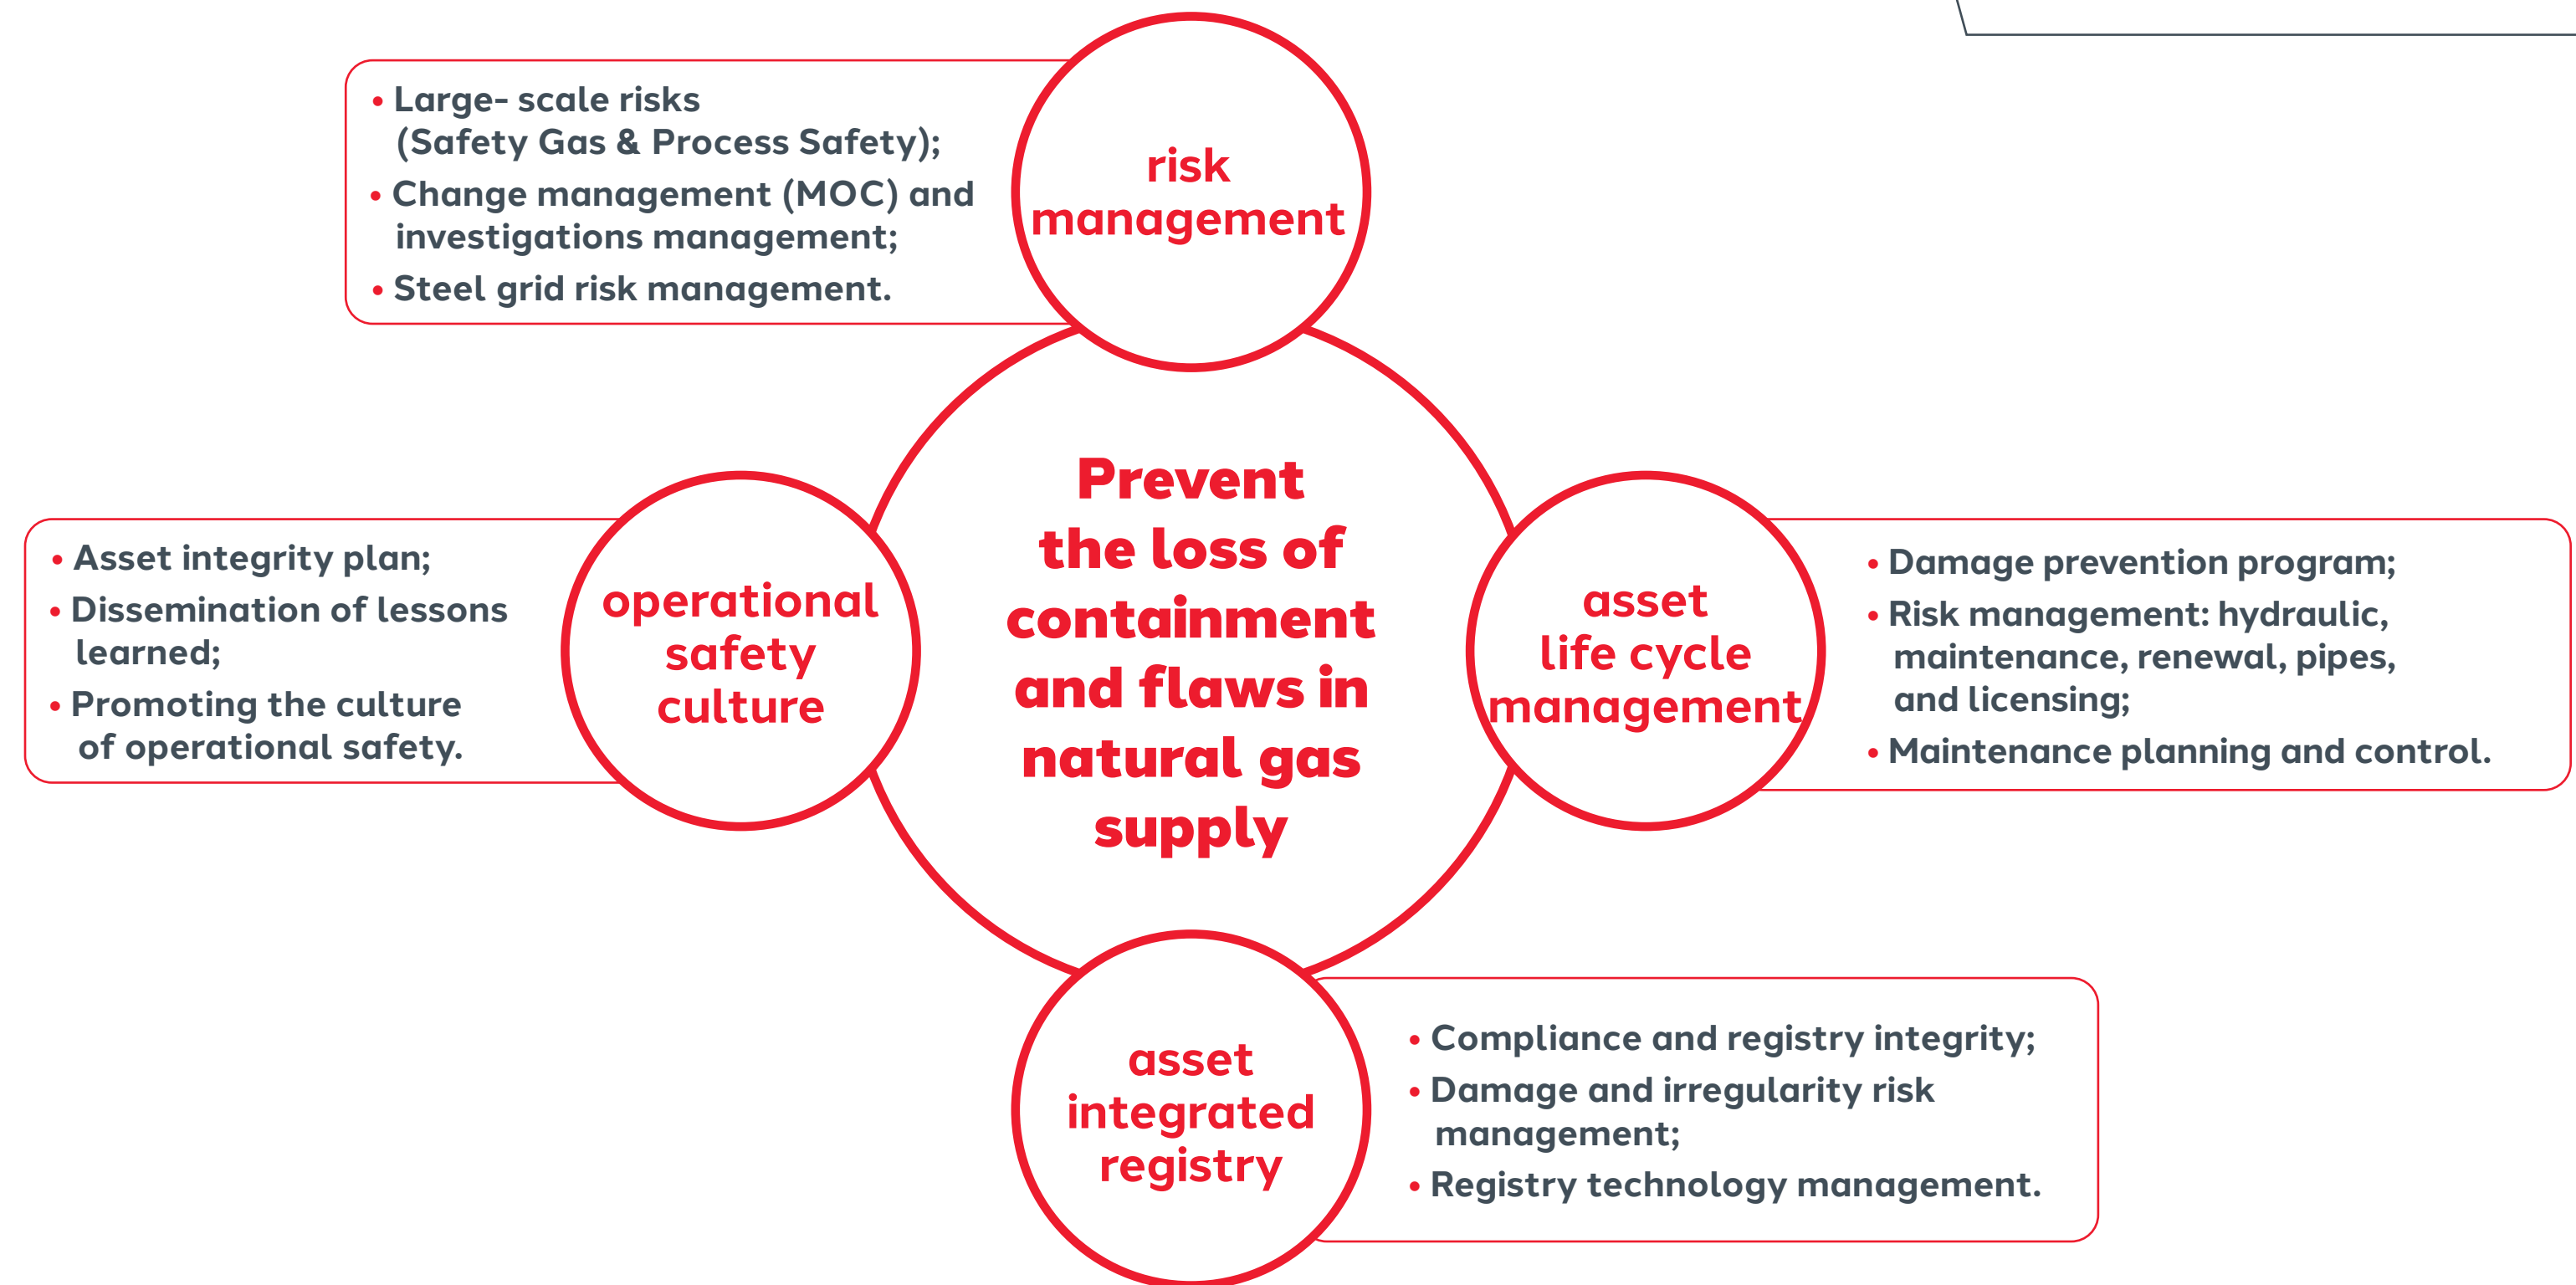 • Large- scale risks
(Safety Gas & Process Safety);
• Change management (MOC) and
investigations management;
• Steel grid risk management.
risk
management
• Asset integrity plan;
• Dissemination of lessons
learned;
• Promoting the culture
of operational safety.
operational
safety
culture
Prevent
the loss of
containment
and flaws in
natural gas
supply
asset
life cycle
management
• Damage prevention program;
• Risk management: hydraulic,
maintenance, renewal, pipes,
and licensing;
• Maintenance planning and control.
asset
integrated
registry
• Compliance and registry integrity;
• Damage and irregularity risk
management;
• Registry technology management.